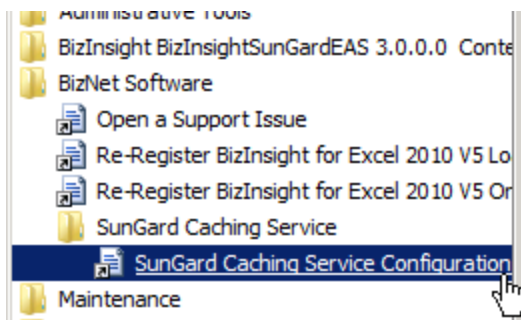 Administrative Tools
BizInsight BizInsightSunGardEAS 3.0.0.0 Conte
BizNet Software
Open a Support Issue
Re-Register BizInsight for Excel 2010 V5 Lo
Re-Register BizInsight for Excel 2010 V5 Or
SunGard Caching Service
SunGard Caching Service Configuration
Maintenance